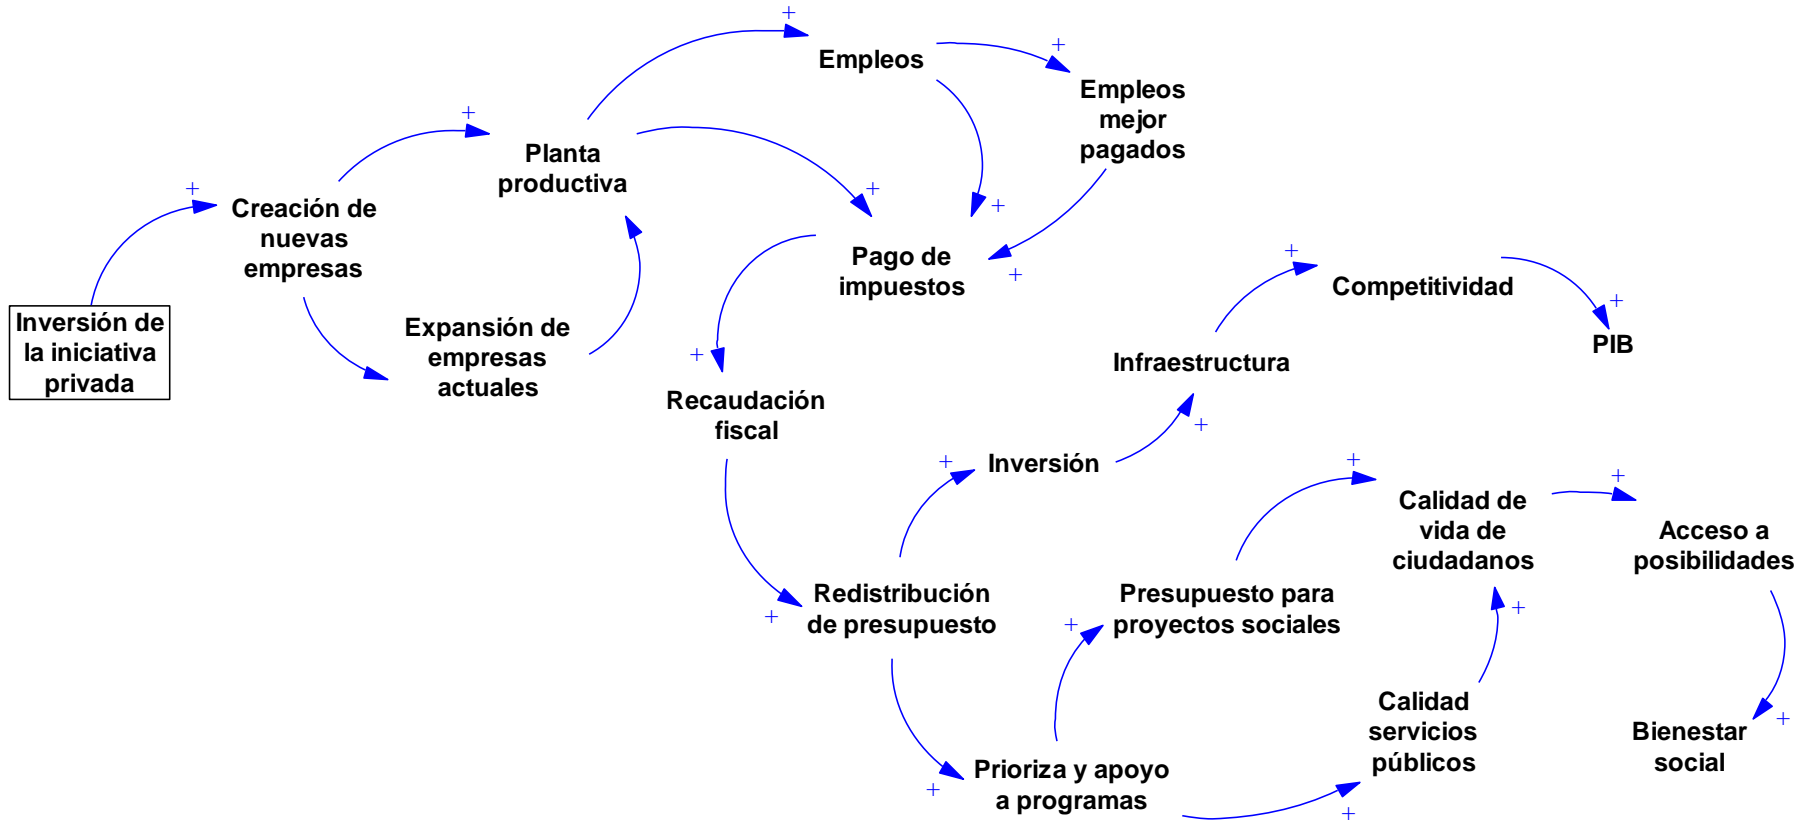 +
Empleos
+
Empleos
mejor
pagados
+
Planta
productiva
+
Creación de
nuevas
empresas
+
+
+
Pago de
impuestos
+
Inversión de
la iniciativa
privada
Expansión de
empresas
actuales
+
Competitividad
+
PIB
+
Recaudación
fiscal
Infraestructura
+
+
Inversión
+
Calidad de
vida de
ciudadanos
+
Acceso a
posibilidades
Redistribución
de presupuesto
+
Presupuesto para
proyectos sociales
+
+
Calidad
servicios
públicos
Bienestar
social
+
Prioriza y apoyo
a programas
+
+